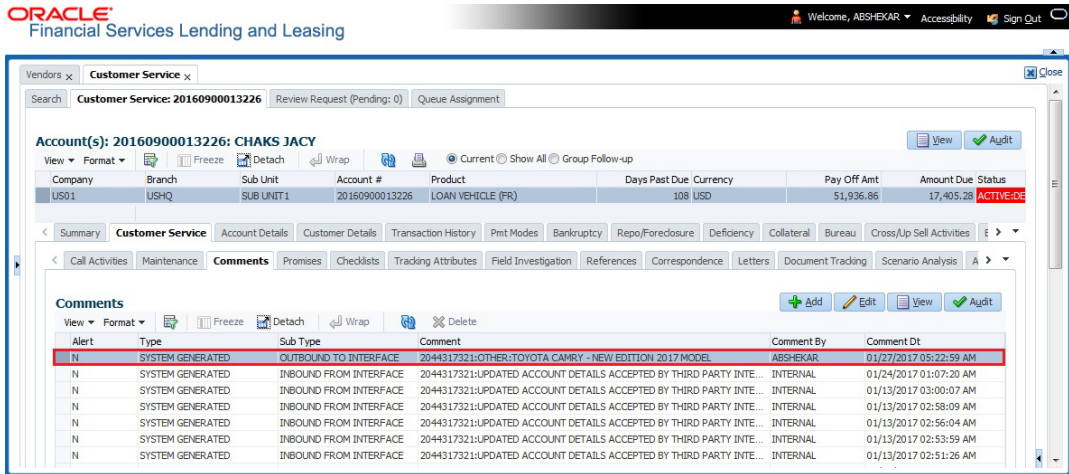 ORACLE
Financial Services Lending and Leasing
Welcome, ABSHEKAR Accessibility Sign Out
Vendors x Customer Service x Close
Search Customer Service: 20160900013226 Review Request (Pending: 0) Queue Assignment
Account(s): 20160900013226: CHAKS JACY View Audit
View Format Freeze Detach Wrap Current Show All Group Follow-up
Company Branch Sub Unit Account # Product Days Past Due Currency Pay Off Amt Amount Due Status
US01 USHQ SUB UNIT1 20160900013226 LOAN VEHICLE (FR) 108 USD 51,936.86 17,405.28 ACTIVE:DE
Summary Customer Service Account Details Customer Details Transaction History Pmt Modes Bankruptcy Repo/Foreclosure Deficiency Collateral Bureau Cross/Up Sell Activities
Call Activities Maintenance Comments Promises Checklists Tracking Attributes Field Investigation References Correspondence Letters Document Tracking Scenario Analysis A
Comments Add Edit View Audit
View Format Freeze Detach Wrap Delete
Alert Type Sub Type Comment Comment By Comment Dt
N SYSTEM GENERATED OUTBOUND TO INTERFACE 2044317321:OTHER:TOYOTA CAMRY - NEW EDITION 2017 MODEL ABSHEKAR 01/27/2017 05:22:59 AM
N SYSTEM GENERATED INBOUND FROM INTERFACE 2044317321:UPDATED ACCOUNT DETAILS ACCEPTED BY THIRD PARTY INTE... INTERNAL 01/24/2017 01:07:20 AM
N SYSTEM GENERATED INBOUND FROM INTERFACE 2044317321:UPDATED ACCOUNT DETAILS ACCEPTED BY THIRD PARTY INTE... INTERNAL 01/13/2017 03:00:07 AM
N SYSTEM GENERATED INBOUND FROM INTERFACE 2044317321:UPDATED ACCOUNT DETAILS ACCEPTED BY THIRD PARTY INTE... INTERNAL 01/13/2017 02:58:09 AM
N SYSTEM GENERATED INBOUND FROM INTERFACE 2044317321:UPDATED ACCOUNT DETAILS ACCEPTED BY THIRD PARTY INTE... INTERNAL 01/13/2017 02:56:04 AM
N SYSTEM GENERATED INBOUND FROM INTERFACE 2044317321:UPDATED ACCOUNT DETAILS ACCEPTED BY THIRD PARTY INTE... INTERNAL 01/13/2017 02:53:59 AM
N SYSTEM GENERATED INBOUND FROM INTERFACE 2044317321:UPDATED ACCOUNT DETAILS ACCEPTED BY THIRD PARTY INTE... INTERNAL 01/13/2017 02:51:26 AM